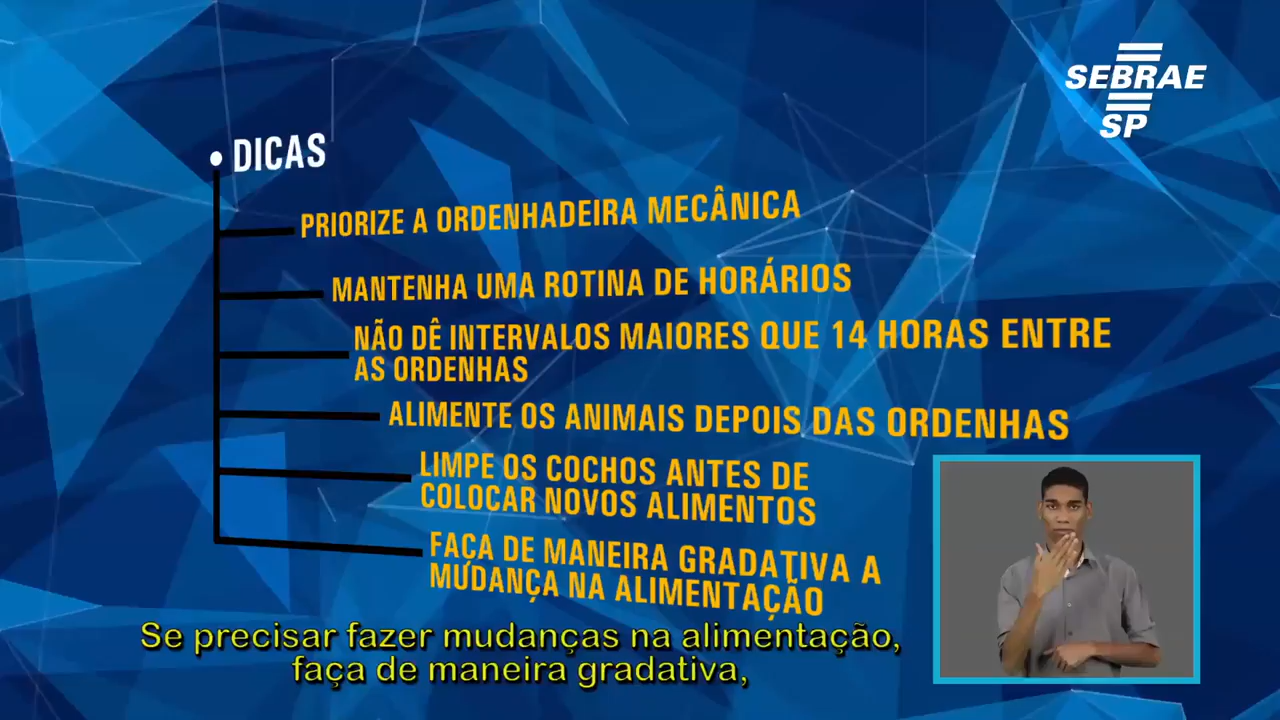 SEBRAE
SP
• DICAS
PRIORIZE A ORDENHADEIRA MECÂNICA
MANTENHA UMA ROTINA DE HORÁRIOS
NÃO DÊ INTERVALOS MAIORES QUE 14 HORAS ENTRE
AS ORDENHAS
ALIMENTE OS ANIMAIS DEPOIS DAS ORDENHAS
LIMPE OS COCHOS ANTES DE
COLOCAR NOVOS ALIMENTOS
FAÇA DE MANEIRA GRADATIVA A
MUDANÇA NA ALIMENTAÇÃO
Se precisar fazer mudanças na alimentação,
faça de maneira gradativa,